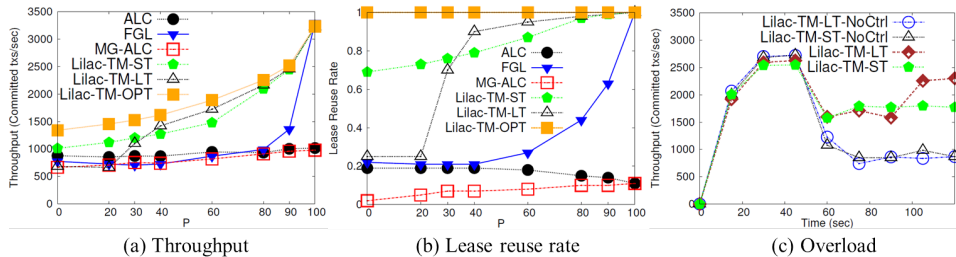 Throughput (Committed txs/sec)
3500
3000
2500
2000
1500
1000
500
0
ALC
FGL
MG-ALC
Lilac-TM-ST
Lilac-TM-LT
Lilac-TM-OPT
0 20 30 40 60 80 90 100
P
(a) Throughput
Lease Reuse Rate
1
0.8
0.6
0.4
0.2
0
ALC
FGL
MG-ALC
Lilac-TM-ST
Lilac-TM-LT
Lilac-TM-OPT
0 20 30 40 60 80 90 100
P
(b) Lease reuse rate
Throughput (Committed txs/sec)
3500
3000
2500
2000
1500
1000
500
0
Lilac-TM-LT-NoCtrl
Lilac-TM-ST-NoCtrl
Lilac-TM-LT
Lilac-TM-ST
0 20 40 60 80 100
Time (sec)
(c) Overload